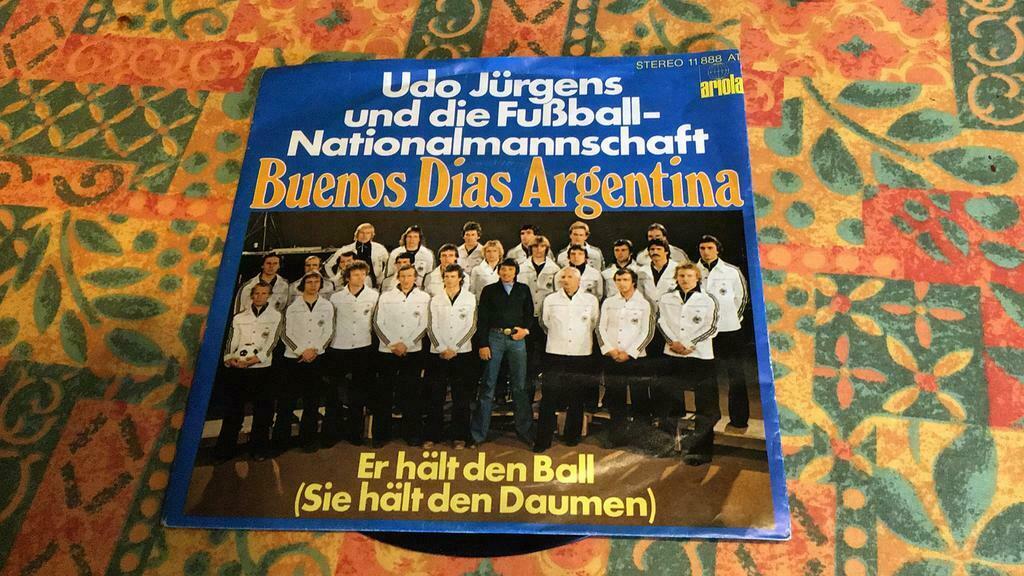 STEREO 11 888 AT
ariola
Udo Jürgens
und die Fußball-
Nationalmannschaft
Buenos Dias Argentina
Er hält den Ball
(Sie hält den Daumen)